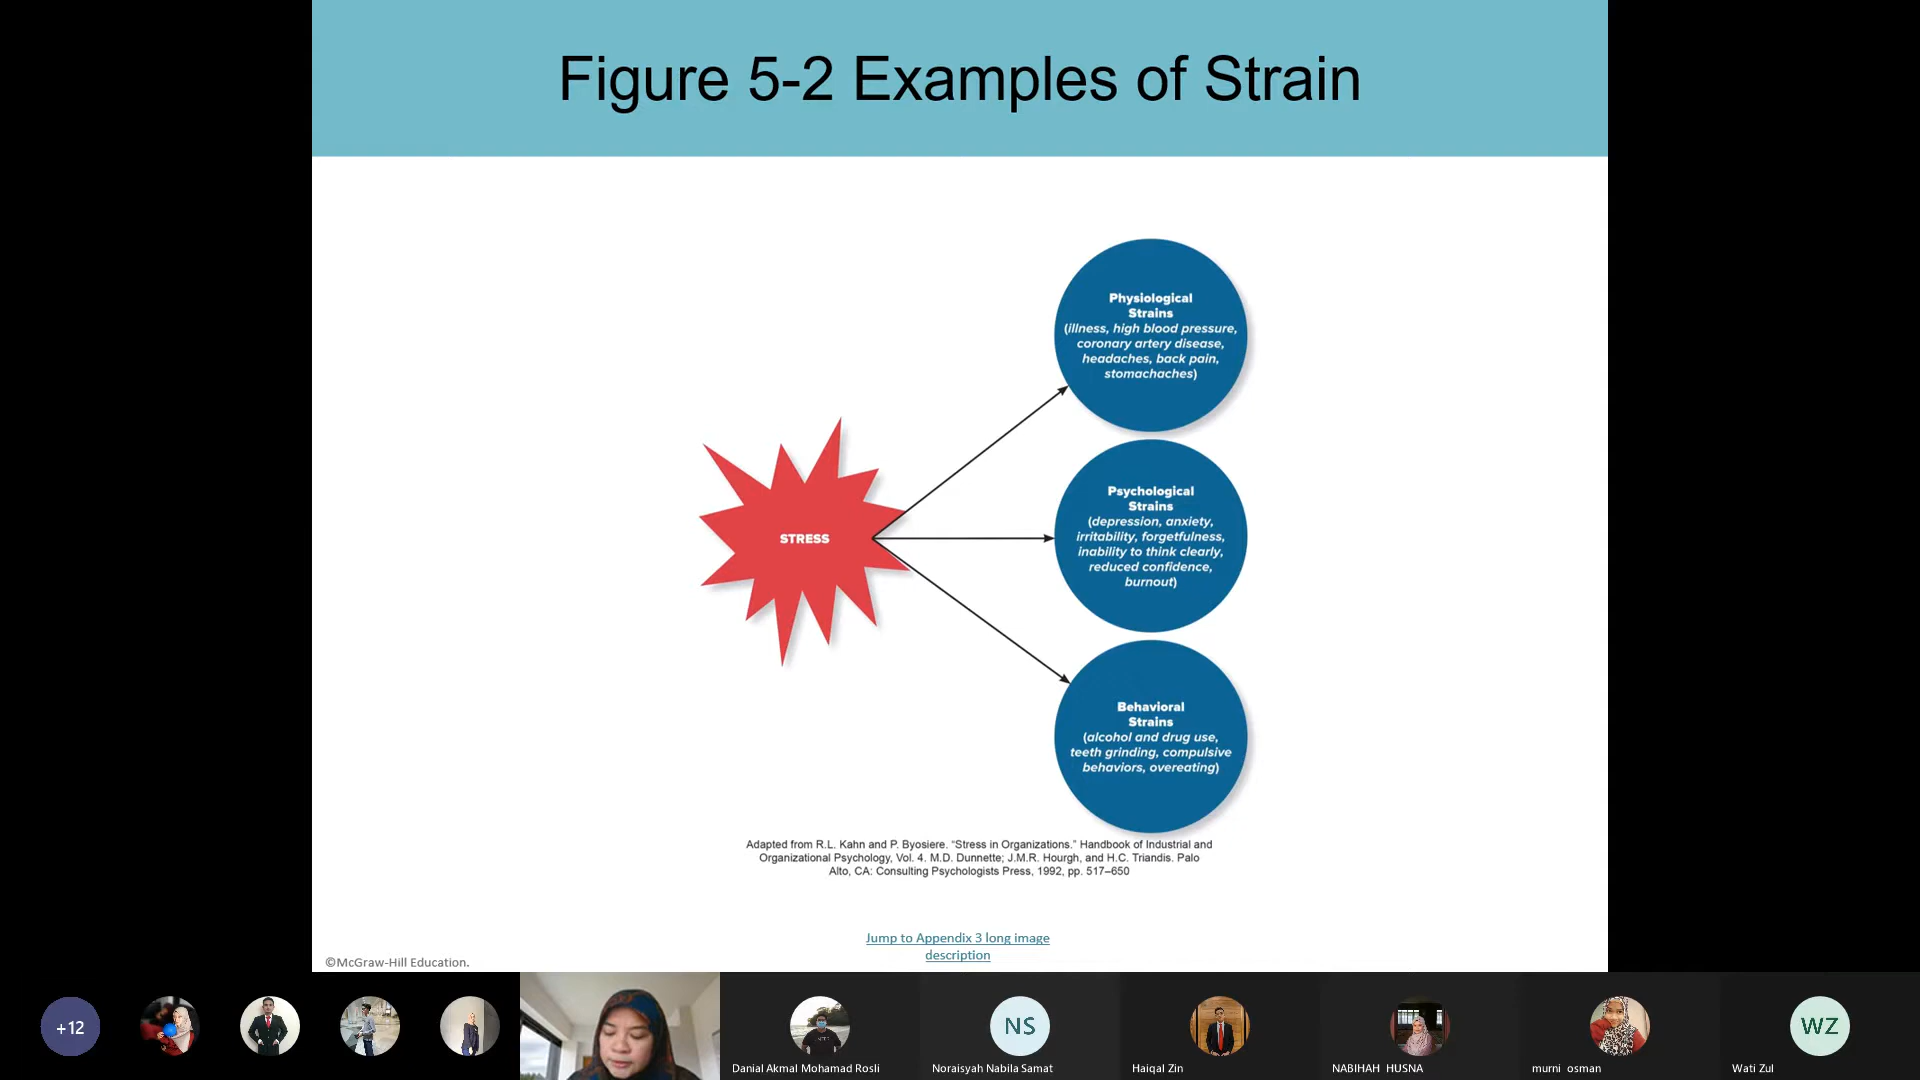 Figure 5-2 Examples of Strain
Physiological
Strains
(illness, high blood pressure,
coronary artery disease,
headaches, back pain,
stomachaches)
STRESS
Psychological
Strains
(depression, anxiety,
irritability, forgetfulness,
inability to think clearly,
reduced confidence,
burnout)
Behavioral
Strains
(alcohol and drug use,
teeth grinding, compulsive
behaviors, overeating)
Adapted from R.L. Kahn and P. Byosiere. “Stress in Organizations.” Handbook of Industrial and
Organizational Psychology, Vol. 4. M.D. Dunnette; J.M.R. Hourgh, and H.C. Triandis. Palo
Alto, CA: Consulting Psychologists Press, 1992, pp. 517–650
Jump to Appendix 3 long image
description
©McGraw-Hill Education.
+12
NS
WZ
Danial Akmal Mohamad Rosli
Noraisyah Nabila Samat
Haiqal Zin
NABIHAH HUSNA
murni osman
Wati Zul